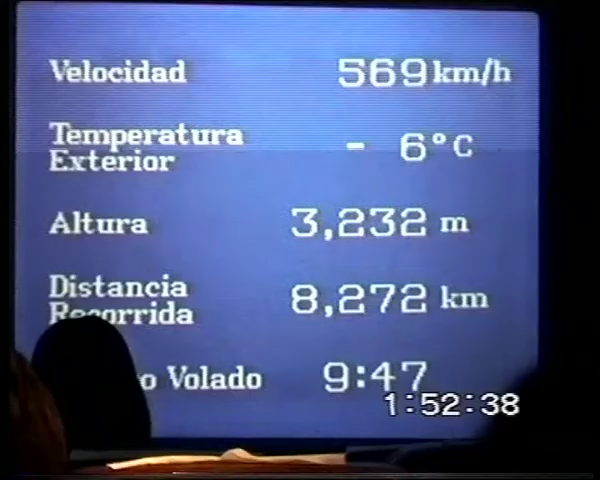 Velocidad 569 km/h
Temperatura
Exterior - 6°C
Altura 3,232 m
Distancia
Recorrida 8,272 km
o Volado 9:47
1:52:38